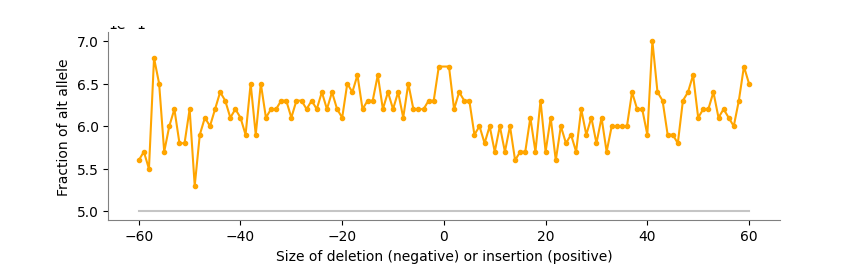 7.0
6.5
6.0
5.5
5.0
Fraction of alt allele
−60 −40 −20 0 20 40 60
Size of deletion (negative) or insertion (positive)